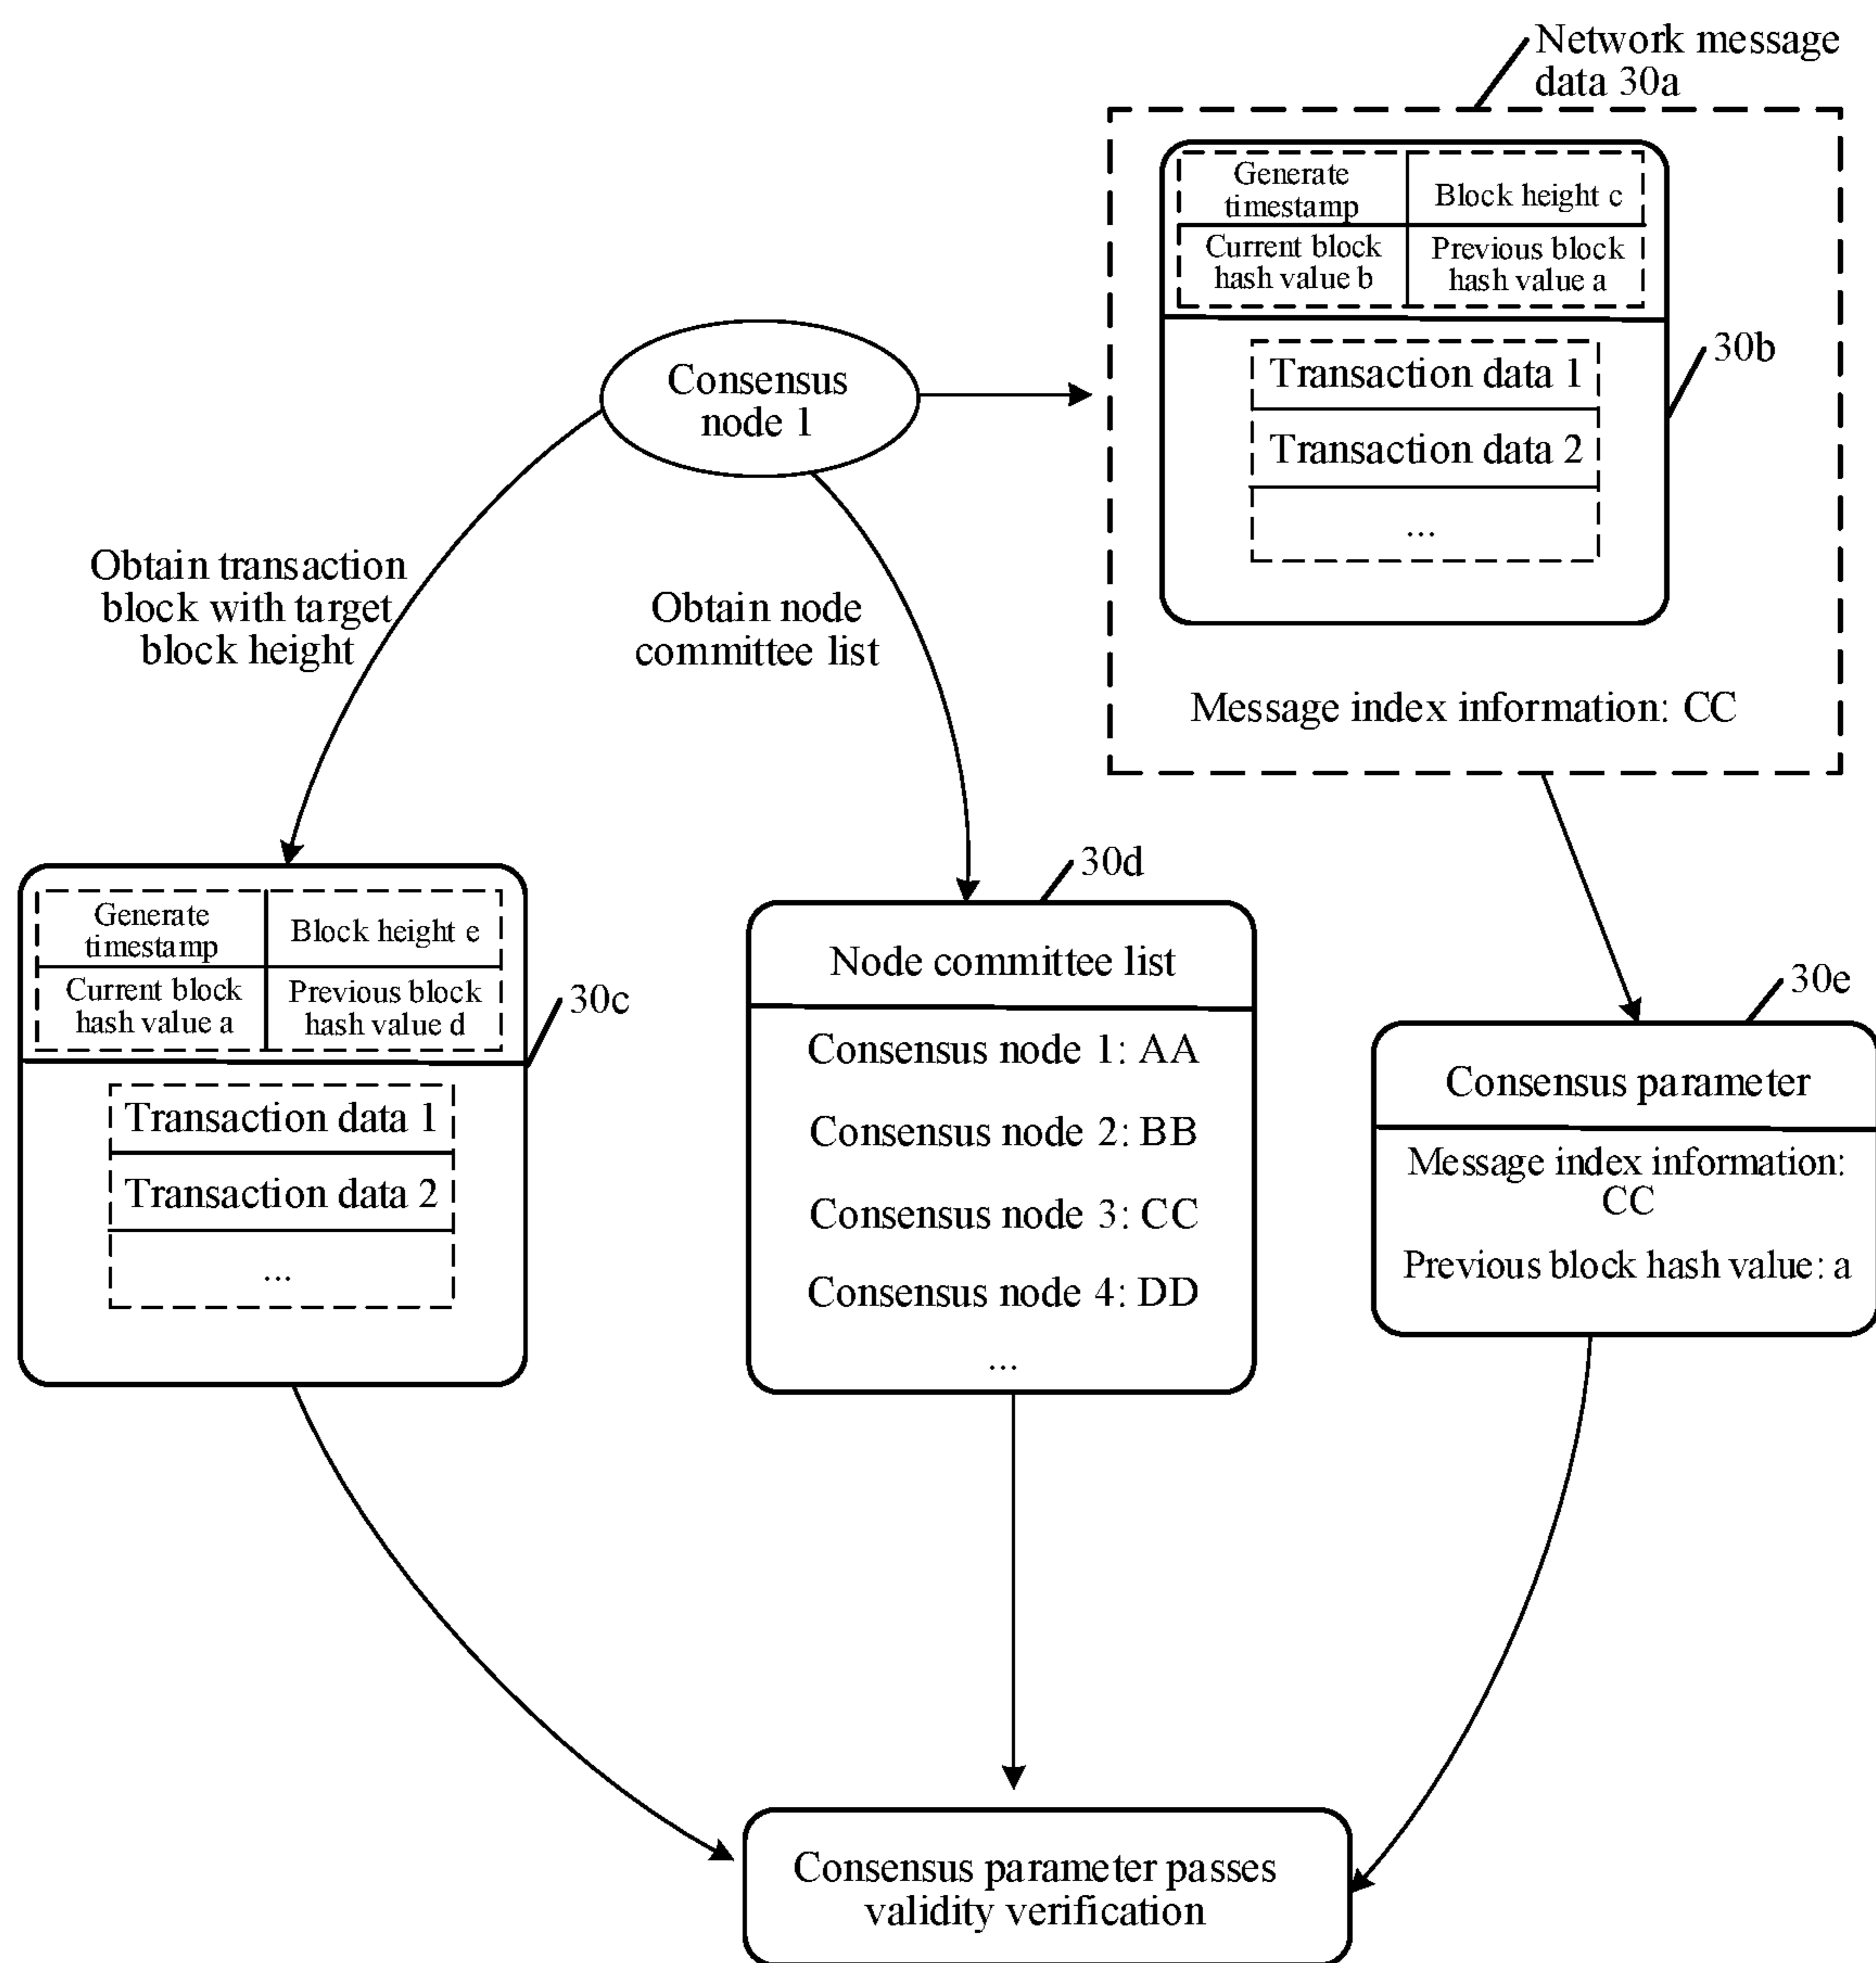 Network message
data 30a
Generate
timestamp
Block height c
Current block
hash value b
Previous block
hash value a
30b
Transaction data 1
Transaction data 2
...
Message index information: CC
Consensus
node 1
Obtain transaction
block with target
block height
Obtain node
committee list
Generate
timestamp
Block height e
Current block
hash value a
Previous block
hash value d
30c
Transaction data 1
Transaction data 2
...
30d
Node committee list
Consensus node 1: AA
Consensus node 2: BB
Consensus node 3: CC
Consensus node 4: DD
...
30e
Consensus parameter
Message index information:
CC
Previous block hash value: a
Consensus parameter passes
validity verification